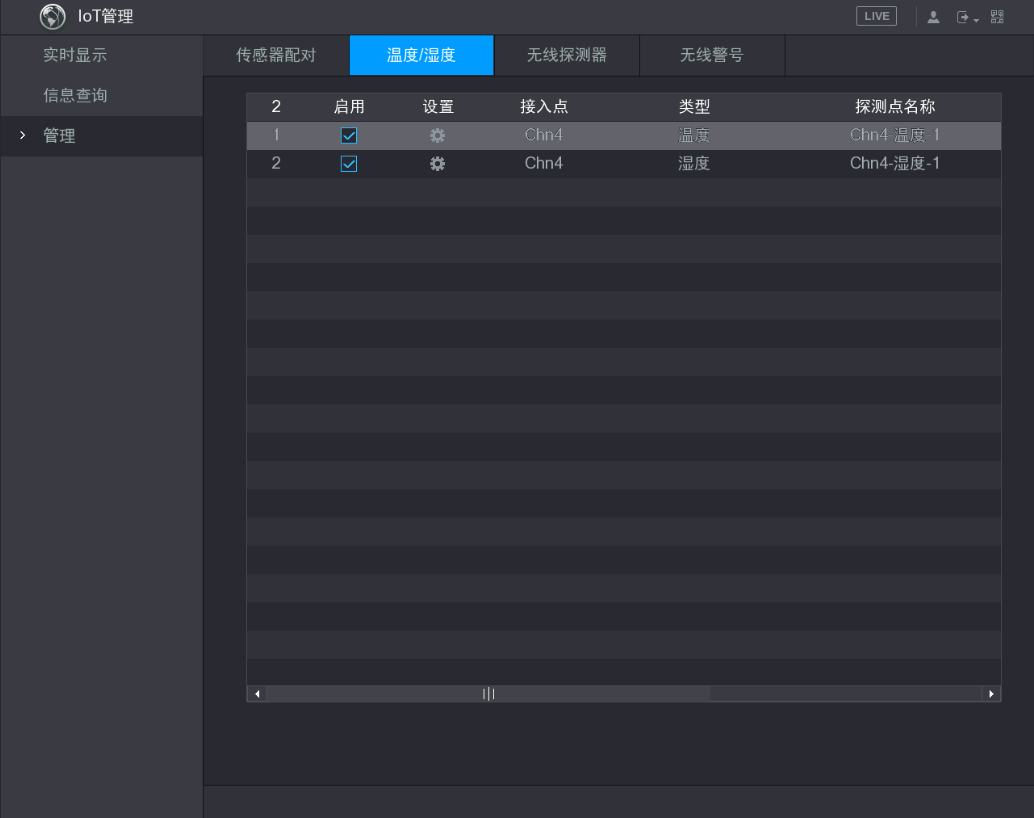 IoT管理 LIVE
实时显示
信息查询
管理
传感器配对 温度/湿度 无线探测器 无线警号
2 启用 设置 接入点 类型 探测点名称
1 Chn4 温度 Chn4-温度-1
2 Chn4 湿度 Chn4-湿度-1